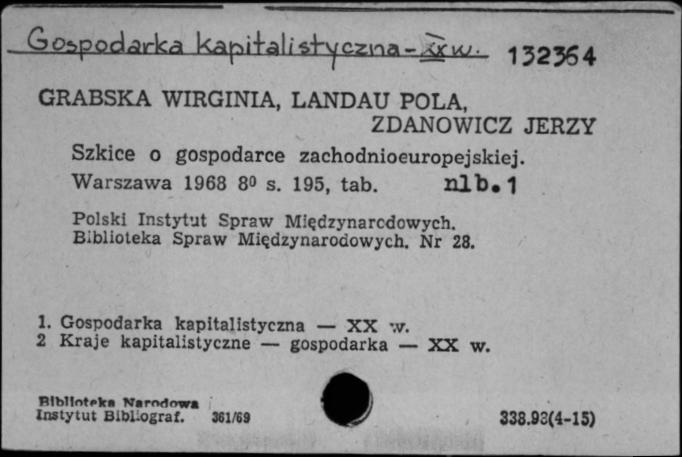 Gospodarka kapitalistyczna - XX w. 132364
GRABSKA WIRGINIA, LANDAU POLA,
ZDANOWICZ JERZY
Szkice o gospodarce zachodnioeuropejskiej.
Warszawa 1968 8º s. 195, tab. nlb. 1
Polski Instytut Spraw Międzynarodowych.
Biblioteka Spraw Międzynarodowych. Nr 28.
1. Gospodarka kapitalistyczna — XX w.
2 Kraje kapitalistyczne — gospodarka — XX w.
Biblioteka Narodowa
Instytut Bibliograf. 361/69 338.93(4-15)